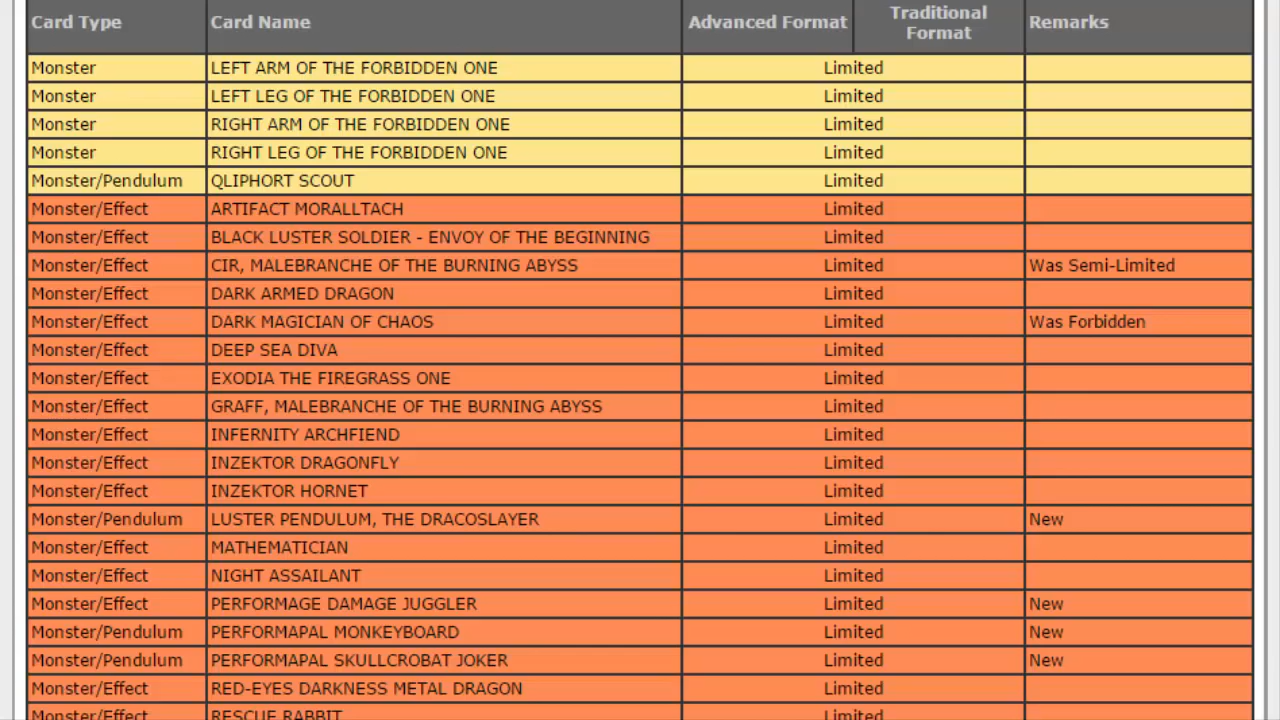 Card Type Card Name Advanced Format Traditional Format Remarks
Monster LEFT ARM OF THE FORBIDDEN ONE Limited
Monster LEFT LEG OF THE FORBIDDEN ONE Limited
Monster RIGHT ARM OF THE FORBIDDEN ONE Limited
Monster RIGHT LEG OF THE FORBIDDEN ONE Limited
Monster/Pendulum QLIPHORT SCOUT Limited
Monster/Effect ARTIFACT MORALLTACH Limited
Monster/Effect BLACK LUSTER SOLDIER - ENVOY OF THE BEGINNING Limited
Monster/Effect CIR, MALEBRANCHE OF THE BURNING ABYSS Limited Was Semi-Limited
Monster/Effect DARK ARMED DRAGON Limited
Monster/Effect DARK MAGICIAN OF CHAOS Limited Was Forbidden
Monster/Effect DEEP SEA DIVA Limited
Monster/Effect EXODIA THE FIREGRASS ONE Limited
Monster/Effect GRAFF, MALEBRANCHE OF THE BURNING ABYSS Limited
Monster/Effect INFERNITY ARCHFIEND Limited
Monster/Effect INZEKTOR DRAGONFLY Limited
Monster/Effect INZEKTOR HORNET Limited
Monster/Pendulum LUSTER PENDULUM, THE DRACOSLAYER Limited New
Monster/Effect MATHEMATICIAN Limited
Monster/Effect NIGHT ASSAILANT Limited
Monster/Effect PERFORMAGE DAMAGE JUGGLER Limited New
Monster/Pendulum PERFORMAPAL MONKEYBOARD Limited New
Monster/Pendulum PERFORMAPAL SKULLCROBAT JOKER Limited New
Monster/Effect RED-EYES DARKNESS METAL DRAGON Limited
Monster/Effect RESCUE RABBIT Limited